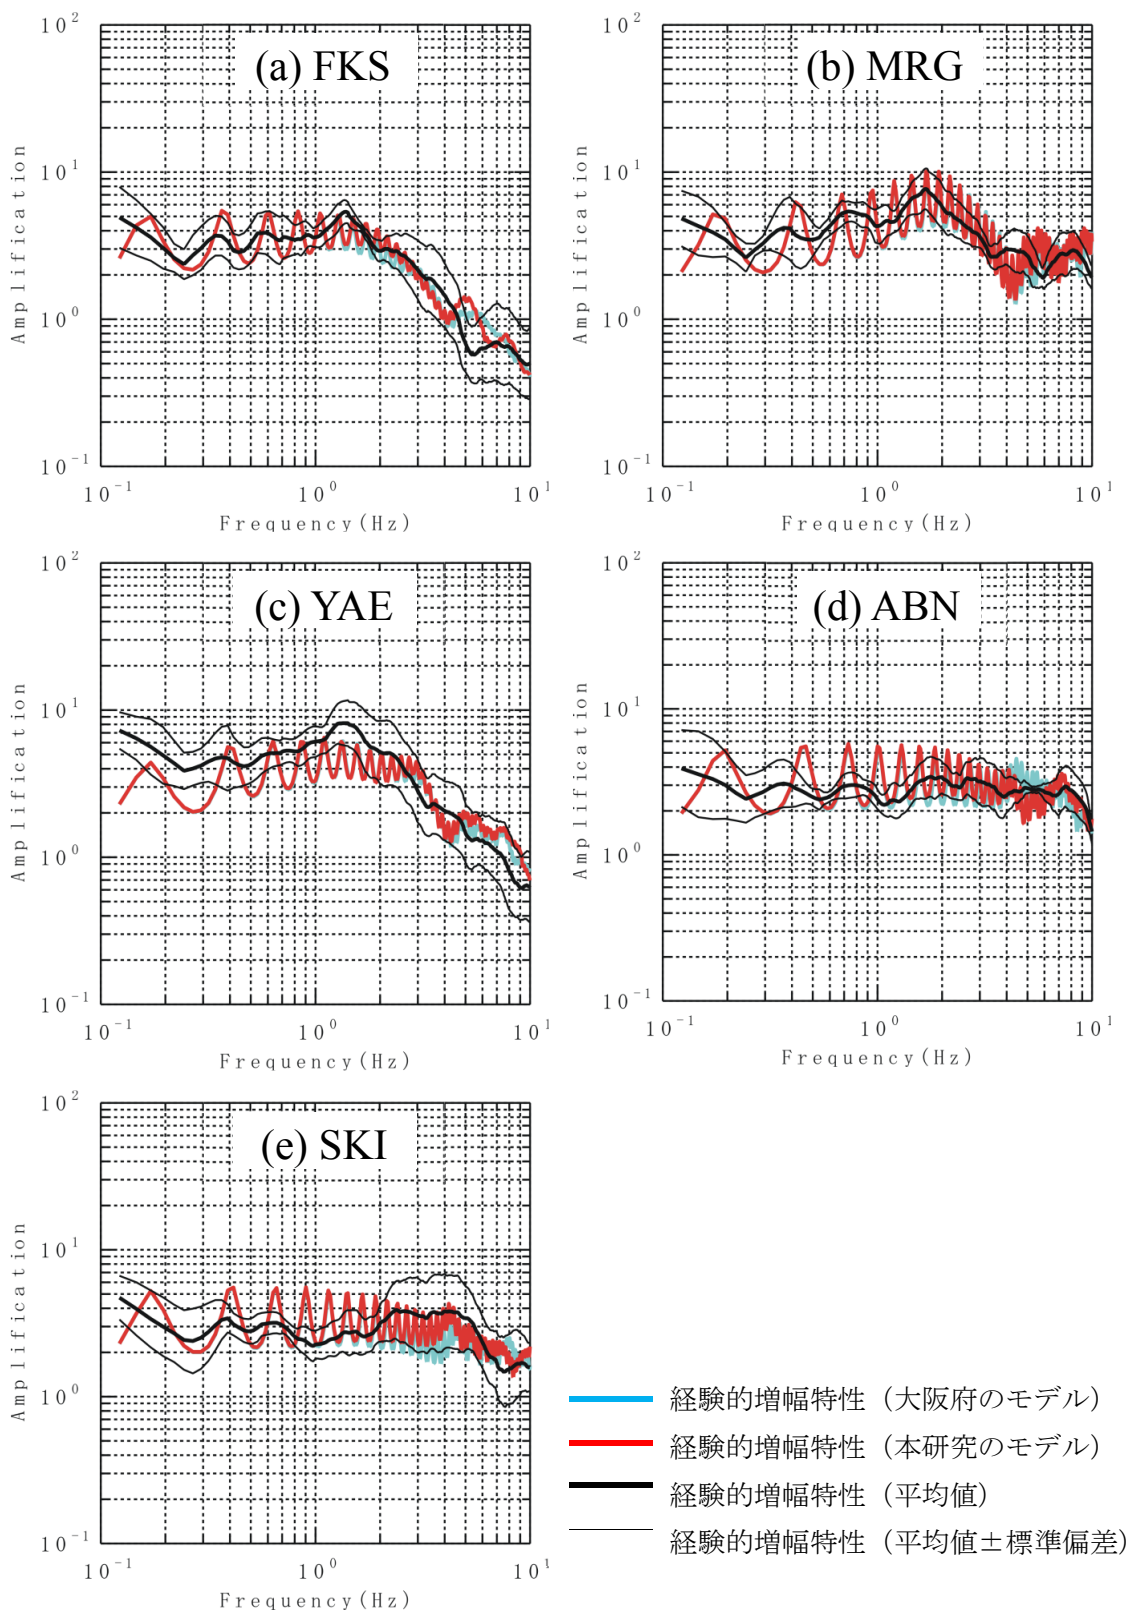 (a) FKS
10²
10¹
10⁰
10⁻¹
Amplification
10⁻¹ 10⁰ 10¹
Frequency(Hz)
(b) MRG
10²
10¹
10⁰
10⁻¹
Amplification
10⁻¹ 10⁰ 10¹
Frequency(Hz)
(c) YAE
10²
10¹
10⁰
10⁻¹
Amplification
10⁻¹ 10⁰ 10¹
Frequency(Hz)
(d) ABN
10²
10¹
10⁰
10⁻¹
Amplification
10⁻¹ 10⁰ 10¹
Frequency(Hz)
(e) SKI
10²
10¹
10⁰
10⁻¹
Amplification
10⁻¹ 10⁰ 10¹
Frequency(Hz)
経験的増幅特性（大阪府のモデル）
経験的増幅特性（本研究のモデル）
経験的増幅特性（平均値）
経験的増幅特性（平均値±標準偏差）